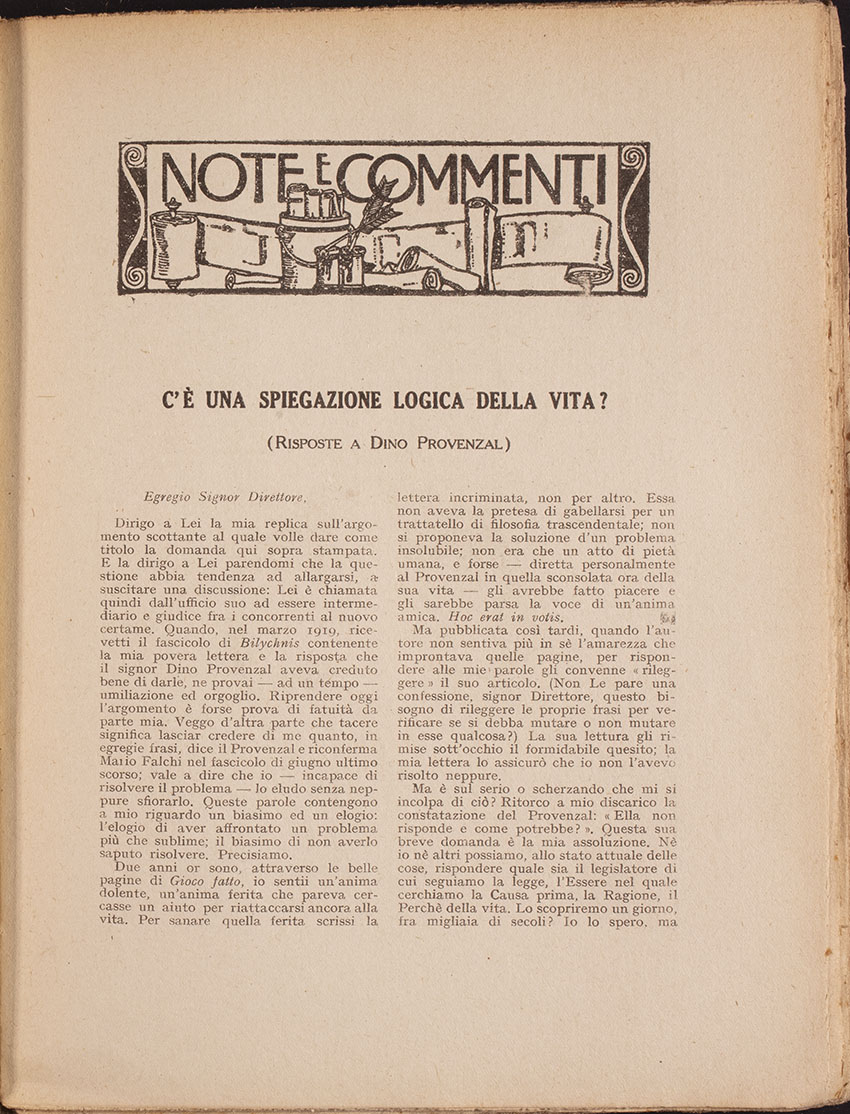 NOTE E COMMENTI
C'È UNA SPIEGAZIONE LOGICA DELLA VITA?
(RISPOSTE A DINO PROVENZAL)
Egregio Signor Direttore,
Dirigo a Lei la mia replica sull'argo-
mento scottante al quale volle dare come
titolo la domanda qui sopra stampata.
E la dirigo a Lei parendomi che la que-
stione abbia tendenza ad allargarsi, a
suscitare una discussione: Lei è chiamata
quindi dall'ufficio suo ad essere interme-
diario e giudice fra i concorrenti al nuovo
certame. Quando, nel marzo 1919, rice-
vetti il fascicolo di Bilychnis contenente
la mia povera lettera e la risposta che
il signor Dino Provenzal aveva creduto
bene di darle, ne provai — ad un tempo —
umiliazione ed orgoglio. Riprendere oggi
l'argomento è forse prova di fatuità da
parte mia. Veggo d'altra parte che tacere
significa lasciar credere di me quanto, in
egregie frasi, dice il Provenzal e riconferma
Mario Falchi nel fascicolo di giugno ultimo
scorso; vale a dire che io — incapace di
risolvere il problema — lo eludo senza nep-
pure sfiorarlo. Queste parole contengono
a mio riguardo un biasimo ed un elogio:
l'elogio di aver affrontato un problema
più che sublime; il biasimo di non averlo
saputo risolvere. Precisiamo.
Due anni or sono, attraverso le belle
pagine di Gioco fatto, io sentii un'anima
dolente, un'anima ferita che pareva cer-
casse un aiuto per riattaccarsi ancora alla
vita. Per sanare quella ferita scrissi la
lettera incriminata, non per altro. Essa
non aveva la pretesa di gabellarsi per un
trattatello di filosofia trascendentale; non
si proponeva la soluzione d'un problema
insolubile; non era che un atto di pietà
umana, e forse — diretta personalmente
al Provenzal in quella sconsolata ora della
sua vita — gli avrebbe fatto piacere e
gli sarebbe parsa la voce di un'anima
amica. Hoc erat in votis.
Ma pubblicata così tardi, quando l'au-
tore non sentiva più in sè l'amarezza che
improntava quelle pagine, per rispon-
dere alle mie parole gli convenne « rileg-
gere » il suo articolo. (Non Le pare una
confessione, signor Direttore, questo bi-
sogno di rileggere le proprie frasi per ve-
rificare se si debba mutare o non mutare
in esse qualcosa?) La sua lettura gli ri-
mise sott'occhio il formidabile quesito; la
mia lettera lo assicurò che io non l'avevo
risolto neppure.
Ma è sul serio o scherzando che mi si
incolpa di ciò? Ritorco a mio discarico la
constatazione del Provenzal: « Ella non
risponde e come potrebbe? ». Questa sua
breve domanda è la mia assoluzione. Nè
io nè altri possiamo, allo stato attuale delle
cose, rispondere quale sia il legislatore di
cui seguiamo la legge, l'Essere nel quale
cerchiamo la Causa prima, la Ragione, il
Perchè della vita. Lo scopriremo un giorno,
fra migliaia di secoli? Io lo spero, ma